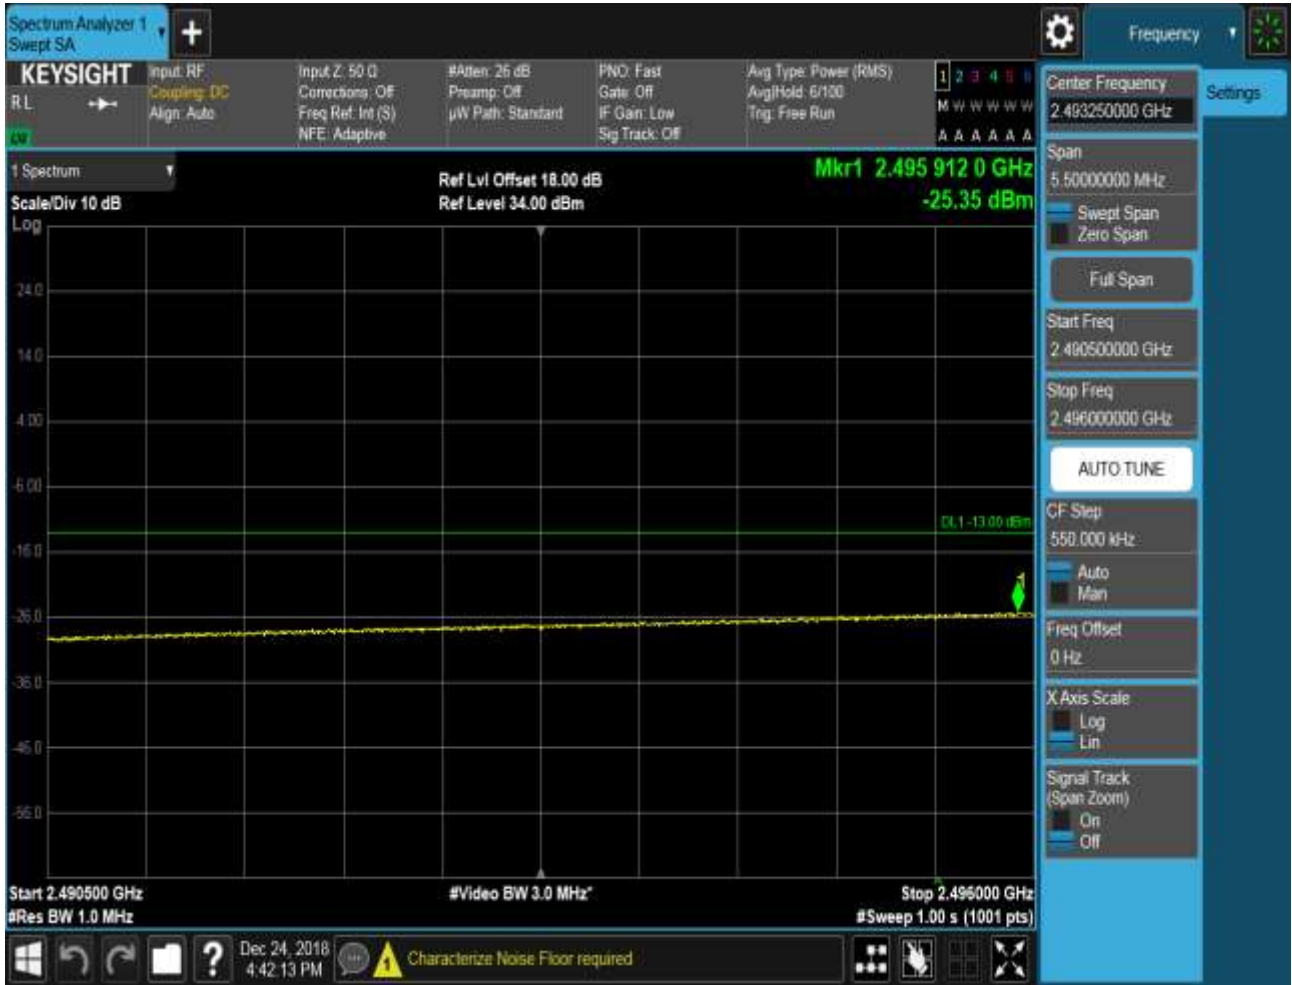 Spectrum Analyzer 1
Swept SA
Frequency
KEYSIGHT
RL
Input: RF
Coupling: DC
Align: Auto
Input Z: 50 Ω
Corrections: Off
Freq Ref: Int (S)
NFE: Adaptive
#Atten: 26 dB
Preamp: Off
µW Path: Standard
PNO: Fast
Gate: Off
IF Gain: Low
Sig Track: Off
Avg Type: Power (RMS)
Avg|Hold: 6/100
Trig: Free Run
1 2 3 4 5 6
M W W W W W
A A A A A A
1 Spectrum
Scale/Div 10 dB
Log
Ref Lvl Offset 18.00 dB
Ref Level 34.00 dBm
Mkr1 2.495 912 0 GHz
-25.35 dBm
24.0
14.0
4.00
-6.00
-16.0
-26.0
-36.0
-46.0
-56.0
DL1 -13.00 dBm
1
Start 2.490500 GHz
#Res BW 1.0 MHz
#Video BW 3.0 MHz*
Stop 2.496000 GHz
#Sweep 1.00 s (1001 pts)
Center Frequency
2.493250000 GHz
Settings
Span
5.50000000 MHz
Swept Span
Zero Span
Full Span
Start Freq
2.490500000 GHz
Stop Freq
2.496000000 GHz
AUTO TUNE
CF Step
550.000 kHz
Auto
Man
Freq Offset
0 Hz
X Axis Scale
Log
Lin
Signal Track
(Span Zoom)
On
Off
?
Dec 24, 2018
4:42:13 PM
1
Characterize Noise Floor required